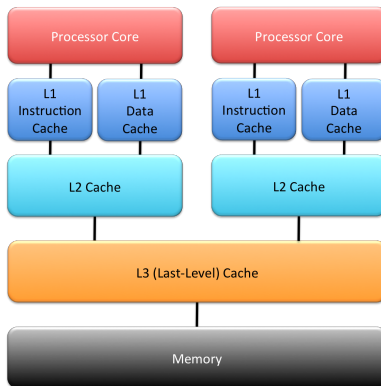 Processor Core
Processor Core
L1
Instruction
Cache
L1
Data
Cache
L1
Instruction
Cache
L1
Data
Cache
L2 Cache
L2 Cache
L3 (Last-Level) Cache
Memory